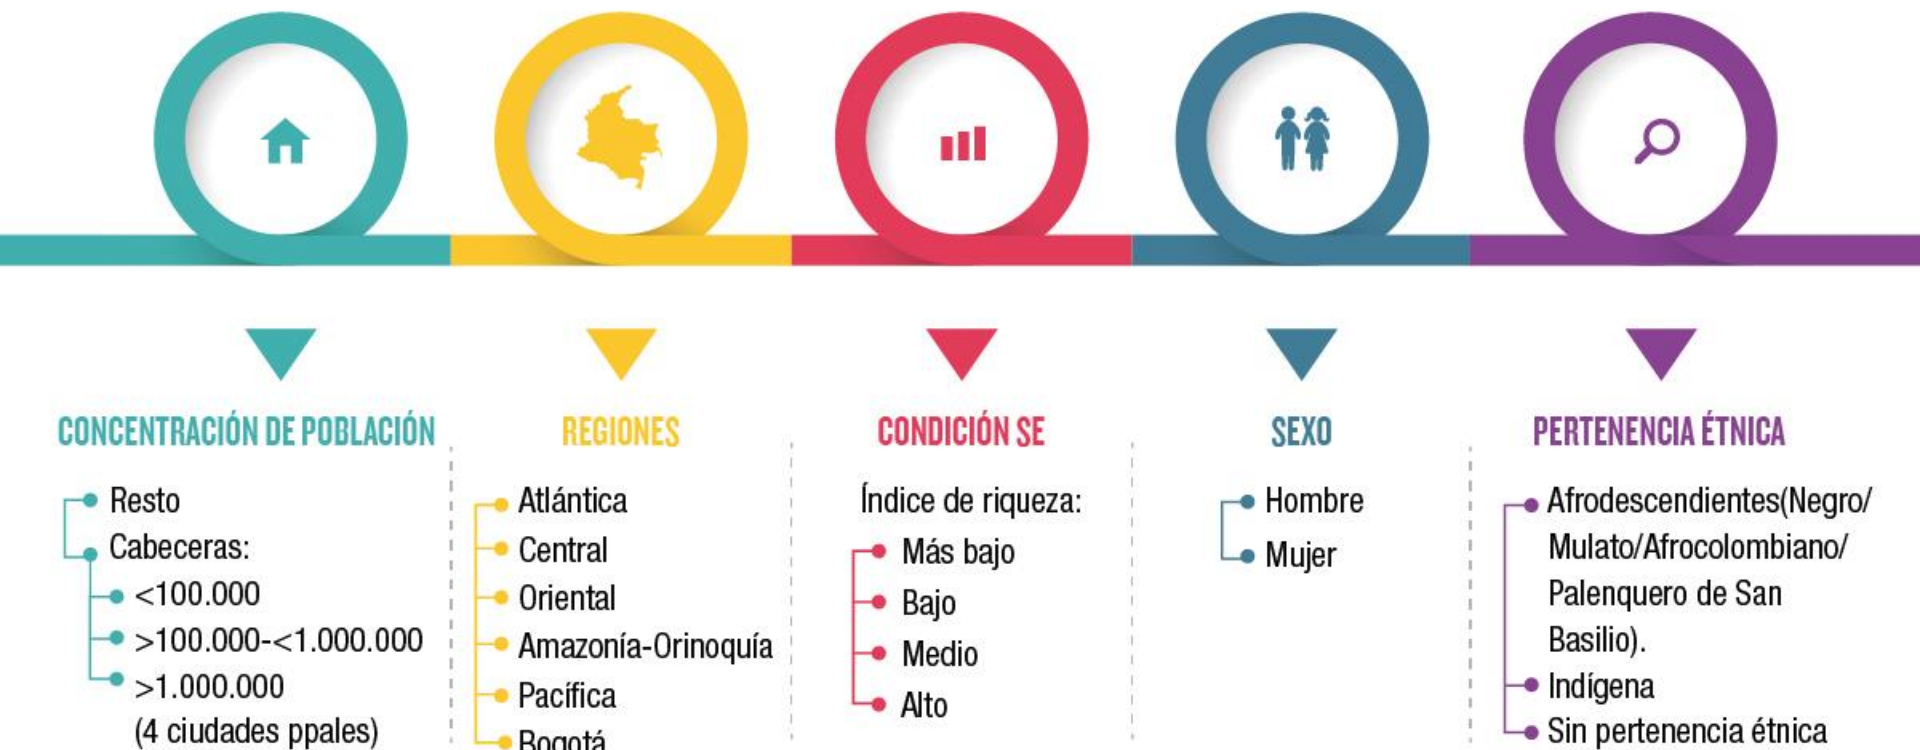 CONCENTRACIÓN DE POBLACIÓN
Resto
Cabeceras:
<100.000
>100.000-<1.000.000
>1.000.000
(4 ciudades ppales)
REGIONES
Atlántica
Central
Oriental
Amazonía-Orinoquía
Pacífica
Bogotá
CONDICIÓN SE
Índice de riqueza:
Más bajo
Bajo
Medio
Alto
SEXO
Hombre
Mujer
PERTENENCIA ÉTNICA
Afrodescendientes(Negro/
Mulato/Afrocolombiano/
Palenquero de San
Basilio).
Indígena
Sin pertenencia étnica